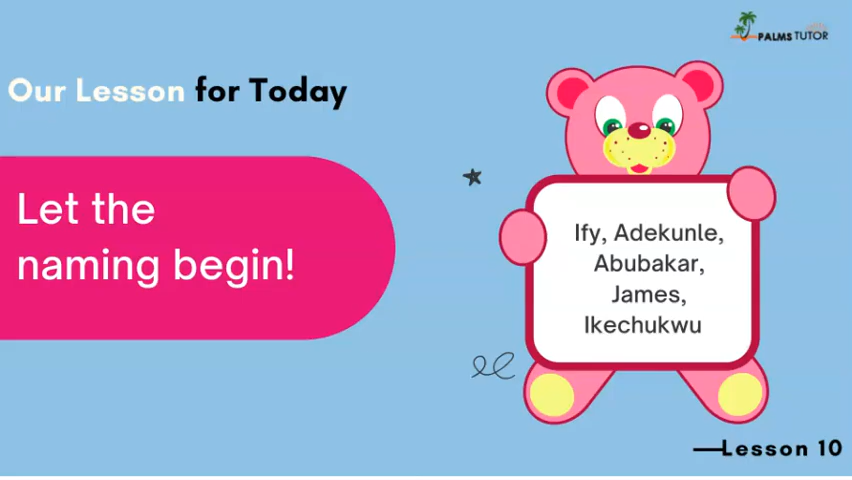 PALMS TUTOR
Our Lesson for Today
Let the
naming begin!
Ify, Adekunle,
Abubakar,
James,
Ikechukwu
Lesson 10